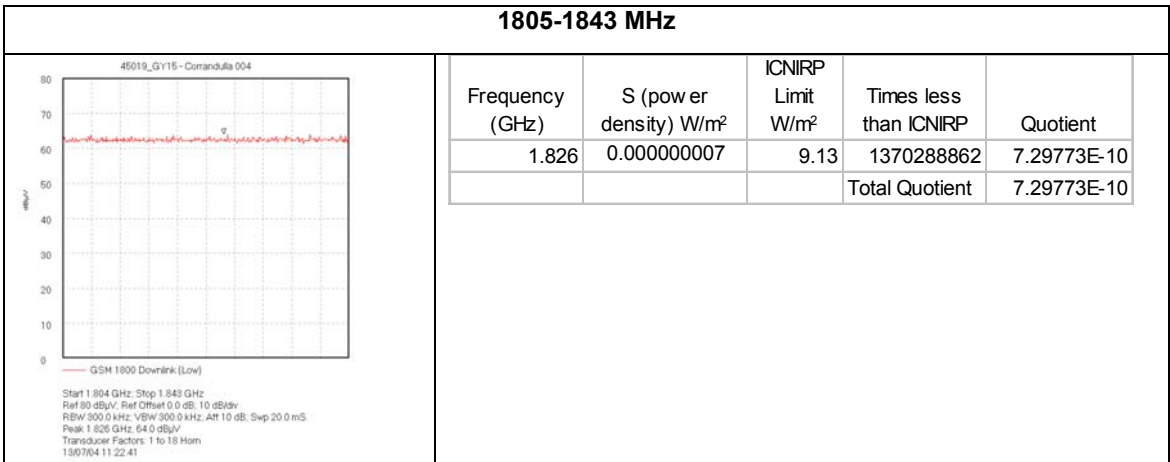 1805-1843 MHz
45019_GY15 - Corrandulla 004
80
70
60
50
40
30
20
10
0
dBµV
GSM 1800 Downlink (Low)
Start 1.804 GHz; Stop 1.843 GHz
Ref 80 dBµV; Ref Offset 0.0 dB; 10 dB/div
RBW 300.0 kHz; VBW 300.0 kHz; Att 10 dB; Swp 20.0 mS
Peak 1.826 GHz, 64.0 dBµV
Transducer Factors: 1 to 18 Horn
13/07/04 11:22:41
Frequency (GHz) S (power density) W/m² ICNIRP Limit W/m² Times less than ICNIRP Quotient
1.826 0.000000007 9.13 1370288862 7.29773E-10
Total Quotient 7.29773E-10